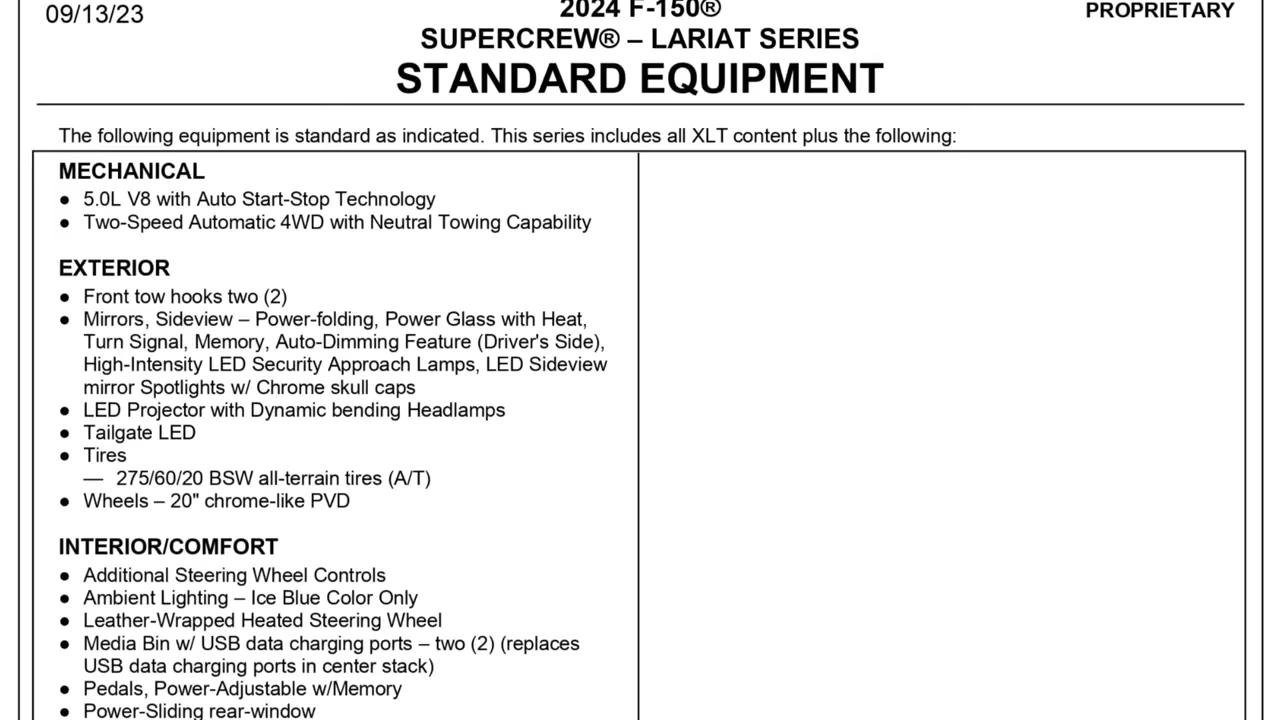 09/13/23
2024 F-150®
PROPRIETARY
SUPERCREW® – LARIAT SERIES
STANDARD EQUIPMENT
The following equipment is standard as indicated. This series includes all XLT content plus the following:
MECHANICAL
● 5.0L V8 with Auto Start-Stop Technology
● Two-Speed Automatic 4WD with Neutral Towing Capability
EXTERIOR
● Front tow hooks two (2)
● Mirrors, Sideview – Power-folding, Power Glass with Heat,
Turn Signal, Memory, Auto-Dimming Feature (Driver's Side),
High-Intensity LED Security Approach Lamps, LED Sideview
mirror Spotlights w/ Chrome skull caps
● LED Projector with Dynamic bending Headlamps
● Tailgate LED
● Tires
— 275/60/20 BSW all-terrain tires (A/T)
● Wheels – 20" chrome-like PVD
INTERIOR/COMFORT
● Additional Steering Wheel Controls
● Ambient Lighting – Ice Blue Color Only
● Leather-Wrapped Heated Steering Wheel
● Media Bin w/ USB data charging ports – two (2) (replaces
USB data charging ports in center stack)
● Pedals, Power-Adjustable w/Memory
● Power-Sliding rear-window